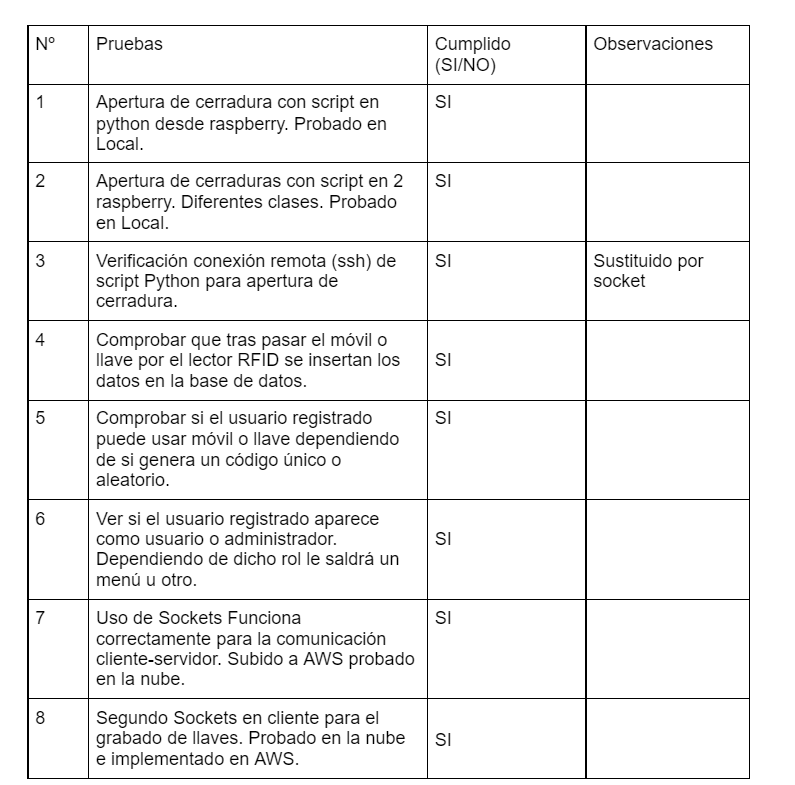 Nº
Pruebas
Cumplido
(SI/NO)
Observaciones
1
Apertura de cerradura con script en
python desde raspberry. Probado en
Local.
SI
2
Apertura de cerraduras con script en 2
raspberry. Diferentes clases. Probado
en Local.
SI
3
Verificación conexión remota (ssh) de
script Python para apertura de
cerradura.
SI
Sustituido por
socket
4
Comprobar que tras pasar el móvil o
llave por el lector RFID se insertan los
datos en la base de datos.
SI
5
Comprobar si el usuario registrado
puede usar móvil o llave dependiendo
de si genera un código único o
aleatorio.
SI
6
Ver si el usuario registrado aparece
como usuario o administrador.
Dependiendo de dicho rol le saldrá un
menú u otro.
SI
7
Uso de Sockets Funciona
correctamente para la comunicación
cliente-servidor. Subido a AWS probado
en la nube.
SI
8
Segundo Sockets en cliente para el
grabado de llaves. Probado en la nube
e implementado en AWS.
SI